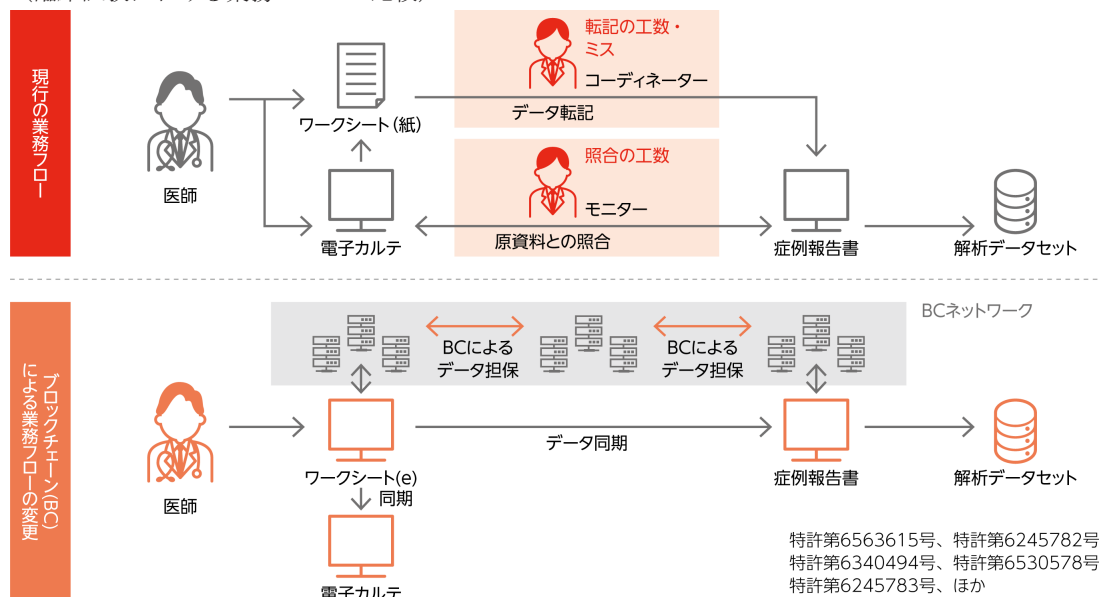 現行の業務フロー
転記の工数・
ミス
コーディネーター
データ転記
ワークシート（紙）
医師
照合の工数
モニター
原資料との照合
電子カルテ
症例報告書
解析データセット
BCネットワーク
BCによる
データ担保
BCによる
データ担保
ブロックチェーン(BC)
による業務フローの変更
医師
ワークシート(e)
同期
データ同期
症例報告書
解析データセット
電子カルテ
特許第6563615号、特許第6245782号
特許第6340494号、特許第6530578号
特許第6245783号、ほか